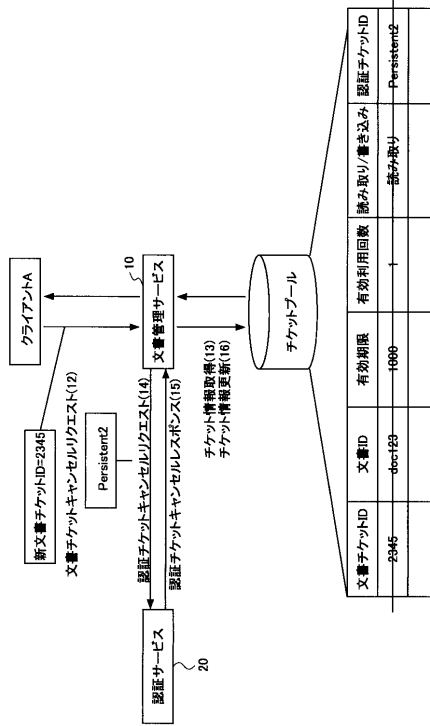 クライアントA
新文書チケットID=2345
文書チケットキャンセルリクエスト(12)
10
文書管理サービス
Persistent2
認証チケットキャンセルリクエスト(14)
認証チケットキャンセルレスポンス(15)
認証サービス
20
チケット情報取得(13)
チケット情報更新(16)
チケットプール
文書チケットID 文書ID 有効期限 有効利用回数 読み取り/書き込み 認証チケットID
2345 doc123 1000 1 読み取り Persistent2